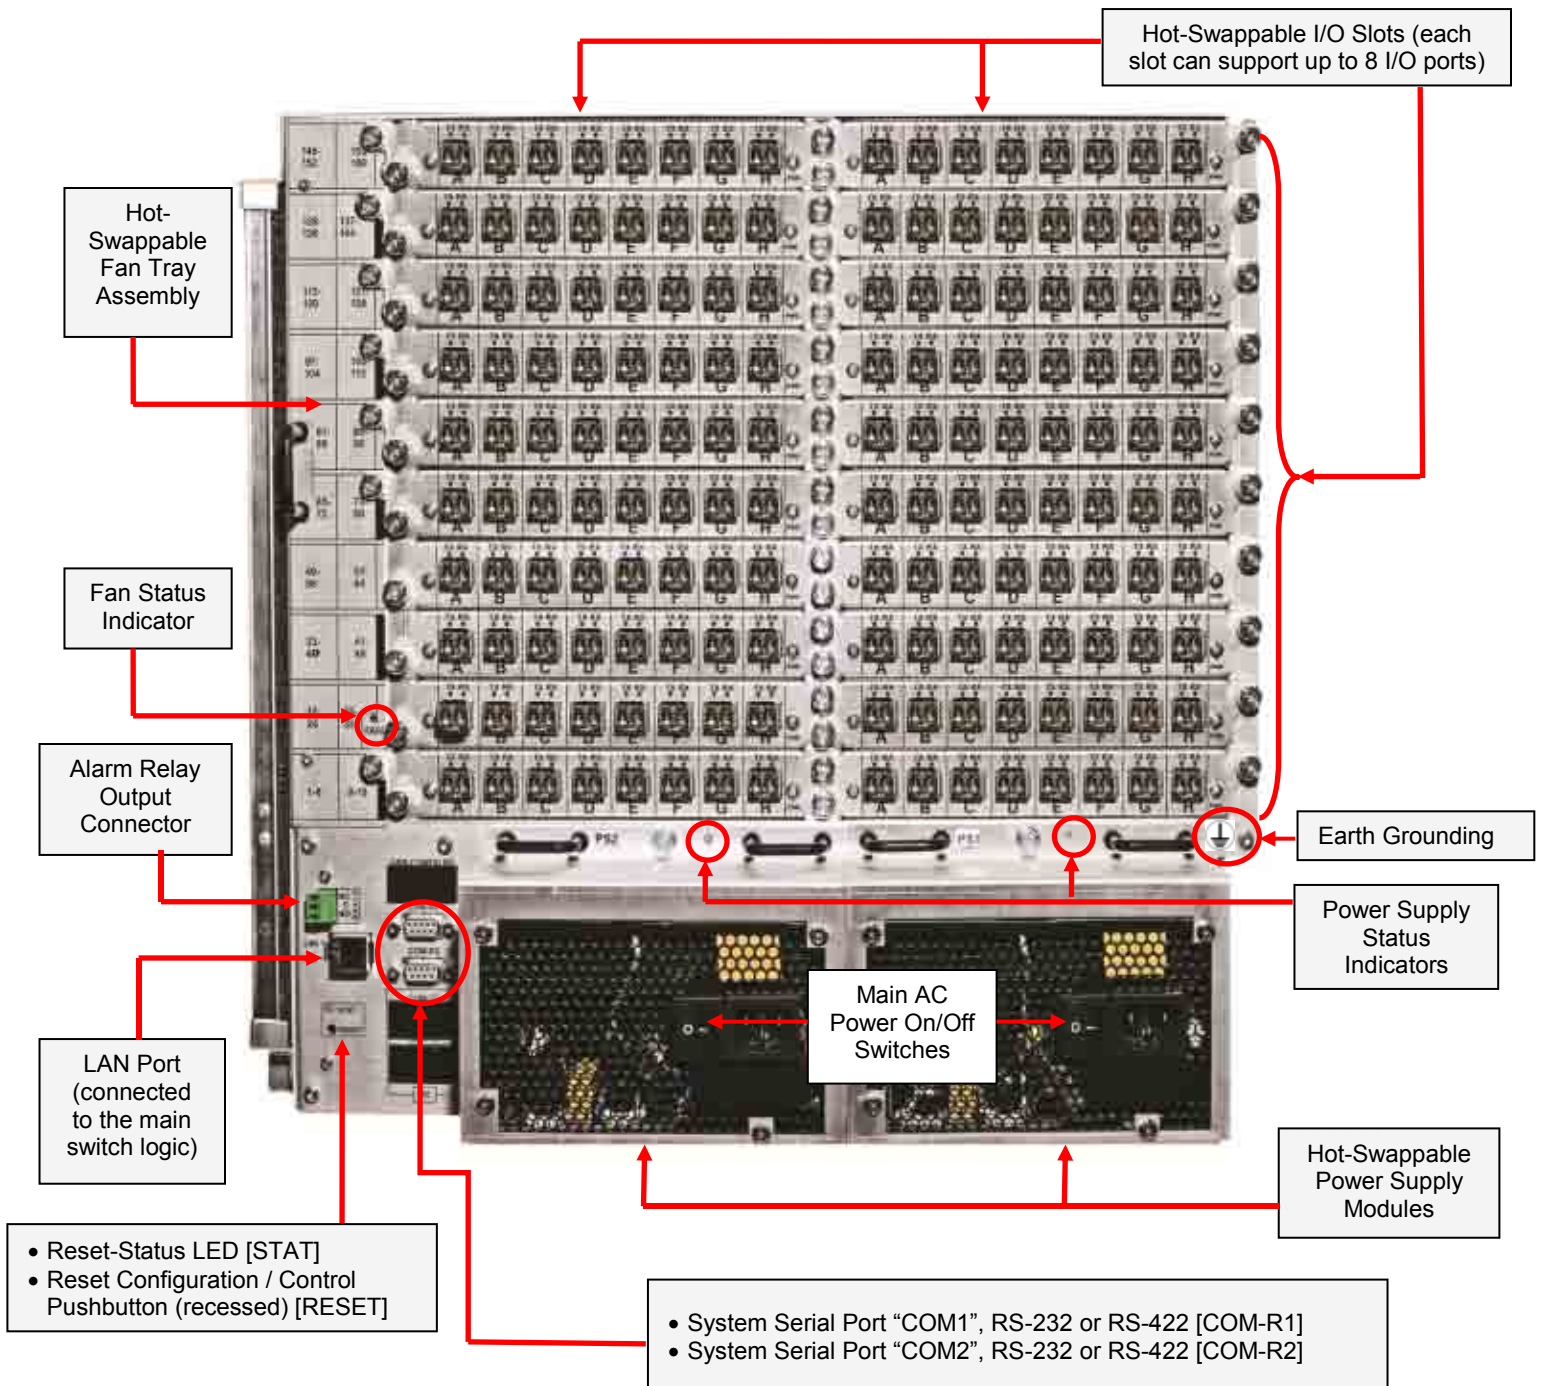 Hot-Swappable I/O Slots (each
slot can support up to 8 I/O ports)
Hot-
Swappable
Fan Tray
Assembly
Fan Status
Indicator
Alarm Relay
Output
Connector
LAN Port
(connected
to the main
switch logic)
• Reset-Status LED [STAT]
• Reset Configuration / Control
Pushbutton (recessed) [RESET]
Earth Grounding
Power Supply
Status
Indicators
Main AC
Power On/Off
Switches
Hot-Swappable
Power Supply
Modules
• System Serial Port “COM1”, RS-232 or RS-422 [COM-R1]
• System Serial Port “COM2”, RS-232 or RS-422 [COM-R2]
A B C D E F G H A B C D E F G H
A B C D E F G H A B C D E F G H
A B C D E F G H A B C D E F G H
A B C D E F G H A B C D E F G H
A B C D E F G H A B C D E F G H
A B C D E F G H A B C D E F G H
A B C D E F G H A B C D E F G H
A B C D E F G H A B C D E F G H
A B C D E F G H A B C D E F G H
A B C D E F G H A B C D E F G H
PS2
PS1